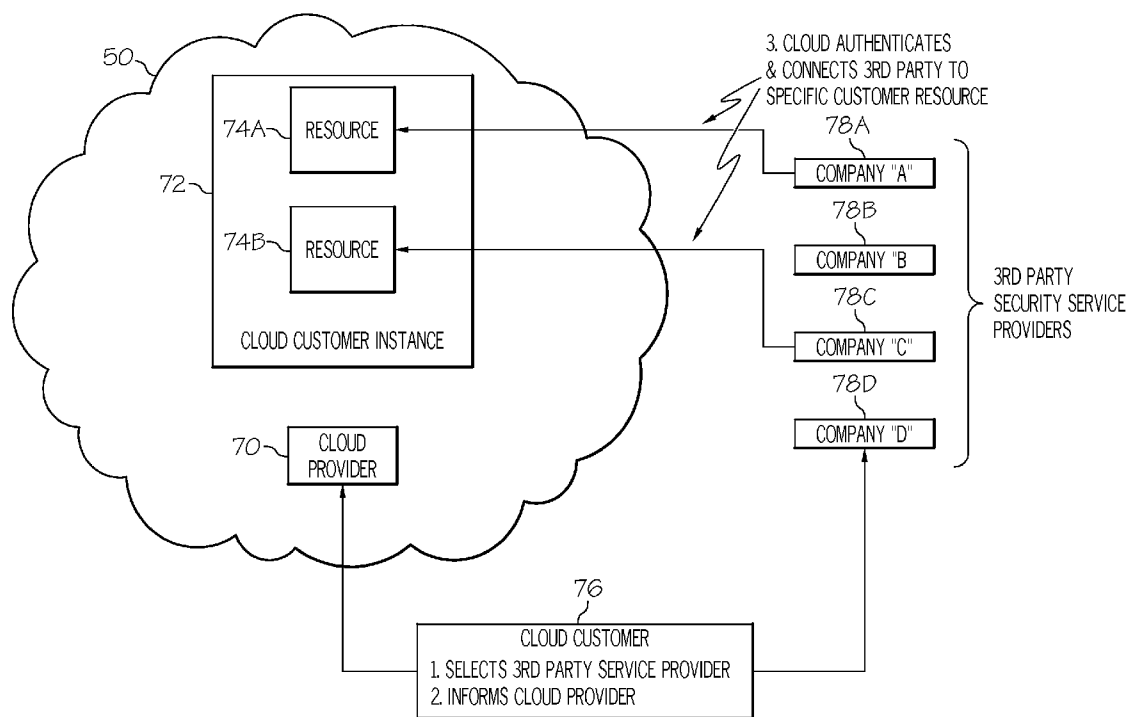 50
3. CLOUD AUTHENTICATES
& CONNECTS 3RD PARTY TO
SPECIFIC CUSTOMER RESOURCE
74A
RESOURCE
78A
COMPANY "A"
72
78B
COMPANY "B
74B
RESOURCE
3RD PARTY
SECURITY SERVICE
PROVIDERS
78C
COMPANY "C"
CLOUD CUSTOMER INSTANCE
78D
COMPANY "D"
70
CLOUD
PROVIDER
76
CLOUD CUSTOMER
1. SELECTS 3RD PARTY SERVICE PROVIDER
2. INFORMS CLOUD PROVIDER